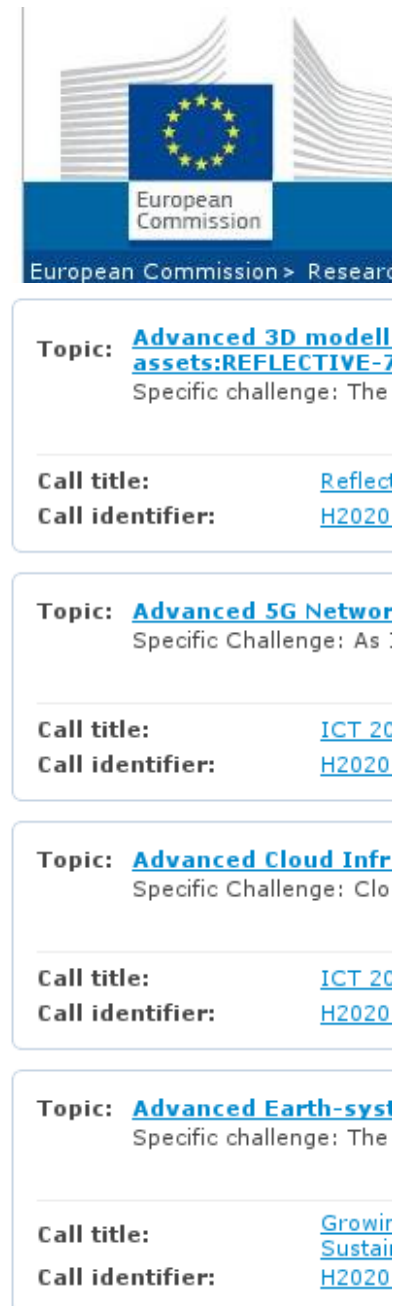 European
Commission
European Commission > Researc
Topic: Advanced 3D modell
assets:REFLECTIVE-7
Specific challenge: The
Call title: Reflect
Call identifier: H2020
Topic: Advanced 5G Networ
Specific Challenge: As
Call title: ICT 20
Call identifier: H2020
Topic: Advanced Cloud Infr
Specific Challenge: Clo
Call title: ICT 20
Call identifier: H2020
Topic: Advanced Earth-syst
Specific challenge: The
Call title: Growin
Sustain
Call identifier: H2020